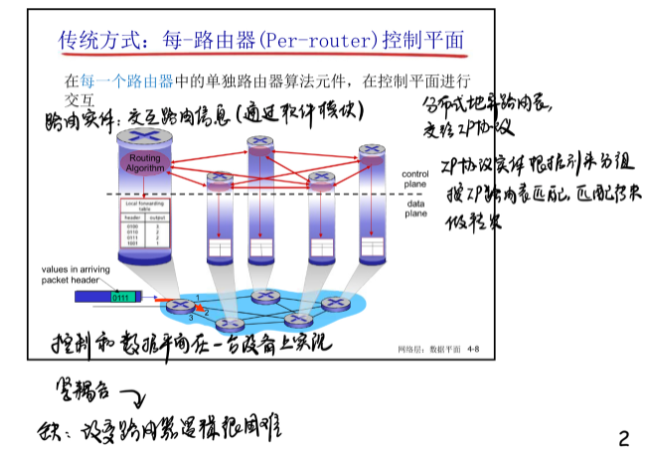 传统方式：每-路由器(Per-router)控制平面
在每一个路由器中的单独路由器算法元件，在控制平面进行
交互
路由实体：交互路由信息（通过软件模块）
分布式地算路由表，
交给IP协议
IP协议实体根据到来分组
按IP路由表匹配，匹配结果
做转发
Routing
Algorithm
control
plane
data
plane
Local forwarding
table
header output
0100 3
0110 2
0111 2
1001 1
values in arriving
packet header
0111
1
2
3
控制和数据平面在一台设备上实现
网络层：数据平面 4-8
紧耦合
缺：改变路由器逻辑很困难
2